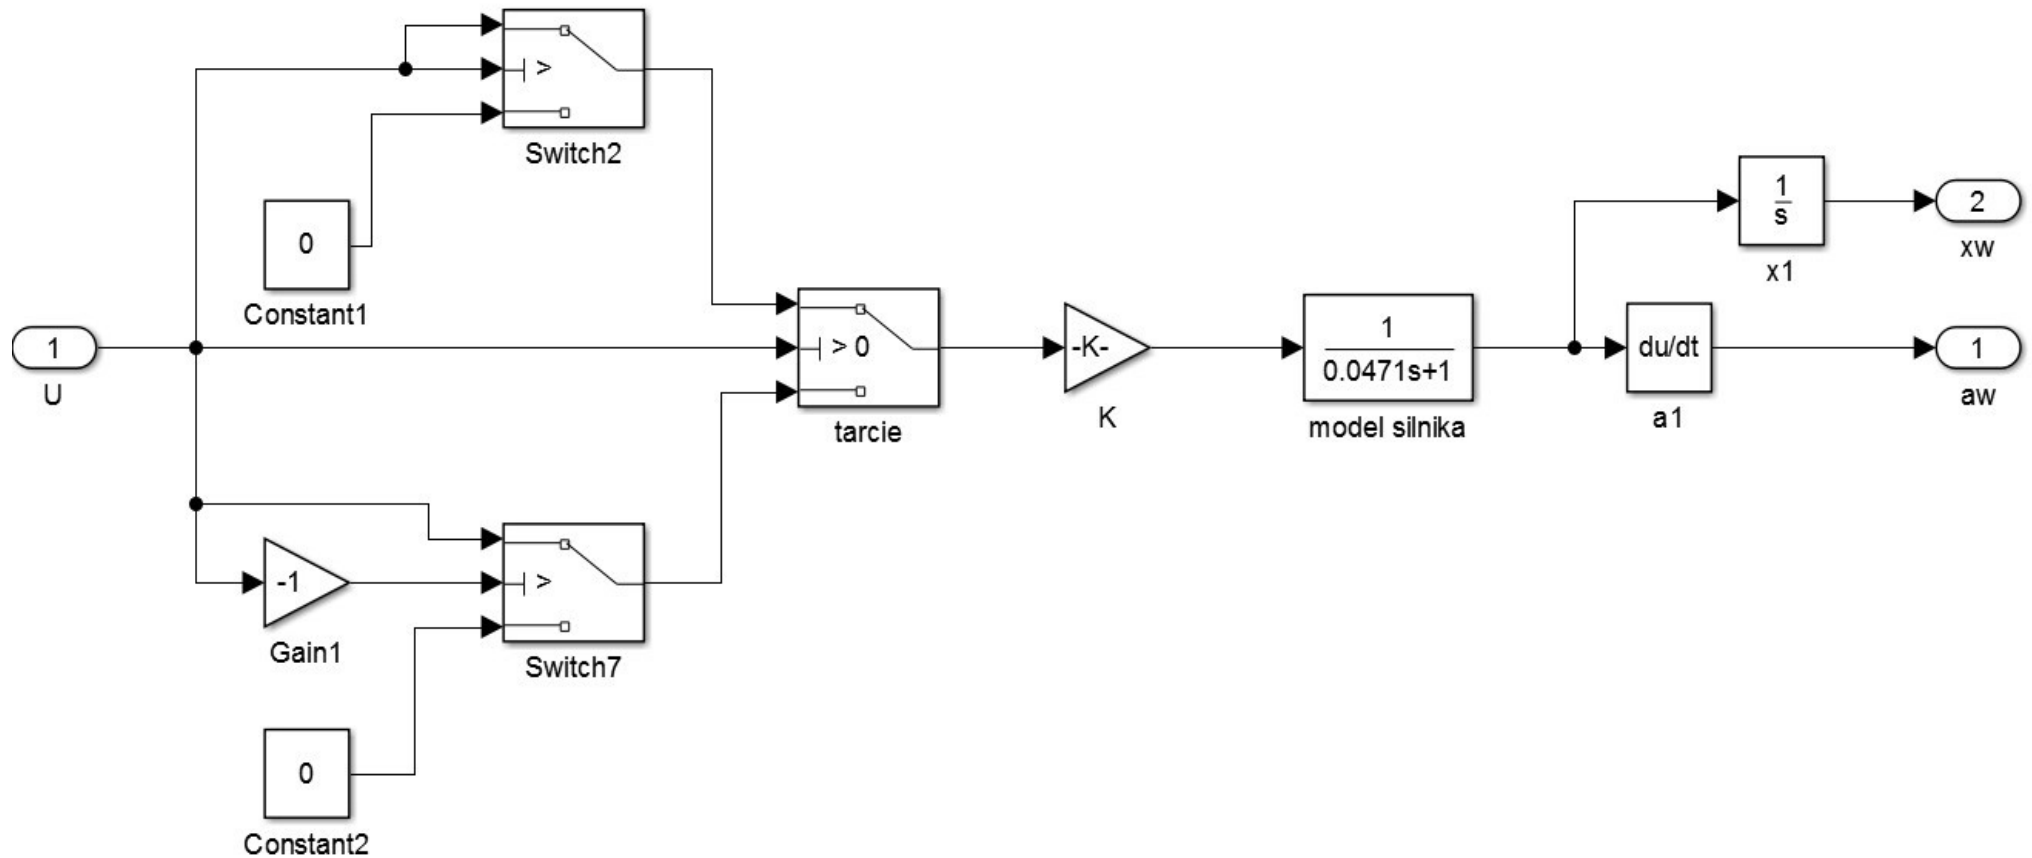 >
Switch2
0
Constant1
1
U
> 0
tarcie
-K-
K
1
0.0471s+1
model silnika
1
s
x1
2
xw
du/dt
a1
1
aw
-1
Gain1
>
Switch7
0
Constant2